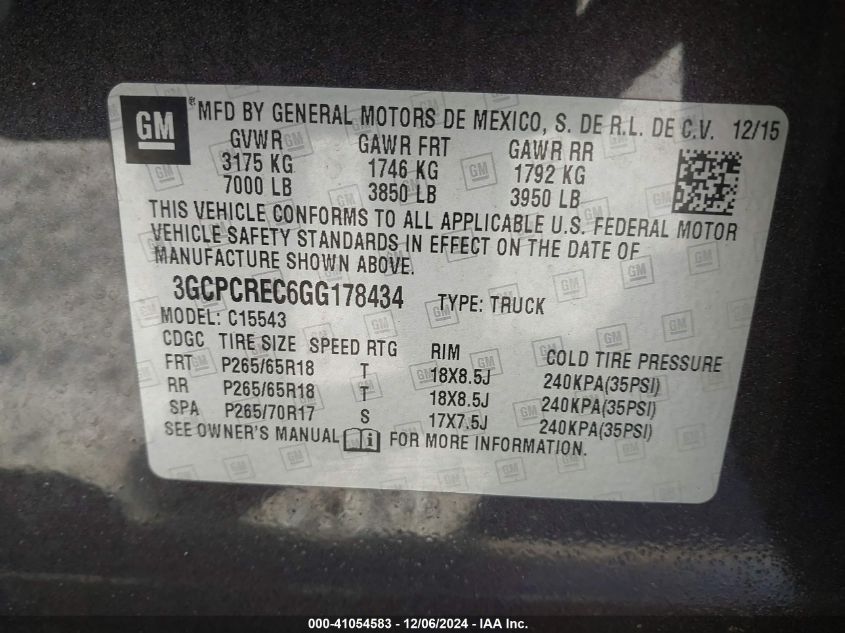 GM ® MFD BY GENERAL MOTORS DE MEXICO, S. DE R.L. DE C.V. 12/15
GVWR GAWR FRT GAWR RR
3175 KG 1746 KG 1792 KG
7000 LB 3850 LB 3950 LB
THIS VEHICLE CONFORMS TO ALL APPLICABLE U.S. FEDERAL MOTOR
VEHICLE SAFETY STANDARDS IN EFFECT ON THE DATE OF
MANUFACTURE SHOWN ABOVE.
3GCPCREC6GG178434 TYPE: TRUCK
MODEL: C15543
CDGC TIRE SIZE SPEED RTG RIM COLD TIRE PRESSURE
FRT P265/65R18 T 18X8.5J 240KPA(35PSI)
RR P265/65R18 T 18X8.5J 240KPA(35PSI)
SPA P265/70R17 S 17X7.5J 240KPA(35PSI)
SEE OWNER'S MANUAL i FOR MORE INFORMATION.
000-41054583 - 12/06/2024 - IAA Inc.